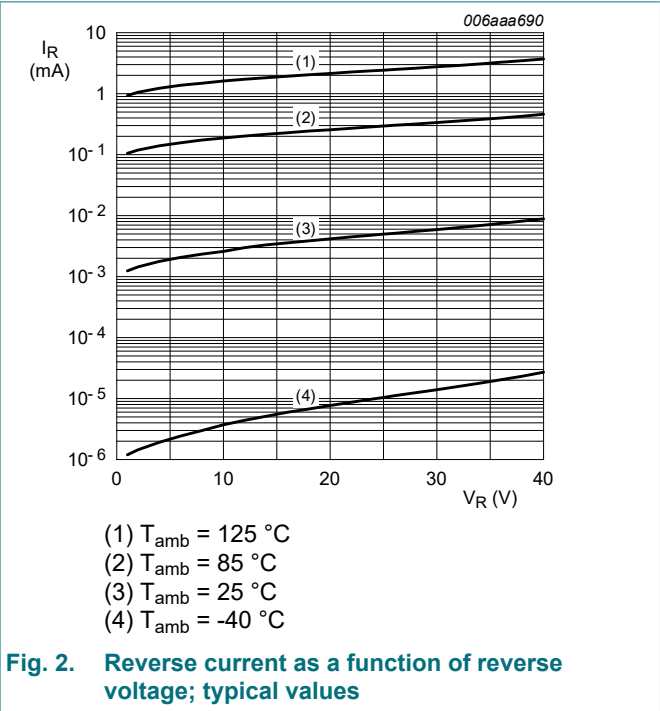 006aaa690
I_R
(mA)
10
1
10^-1
10^-2
10^-3
10^-4
10^-5
10^-6
(1)
(2)
(3)
(4)
0 10 20 30 40
V_R (V)
(1) T_amb = 125 °C
(2) T_amb = 85 °C
(3) T_amb = 25 °C
(4) T_amb = -40 °C
Fig. 2. Reverse current as a function of reverse
voltage; typical values